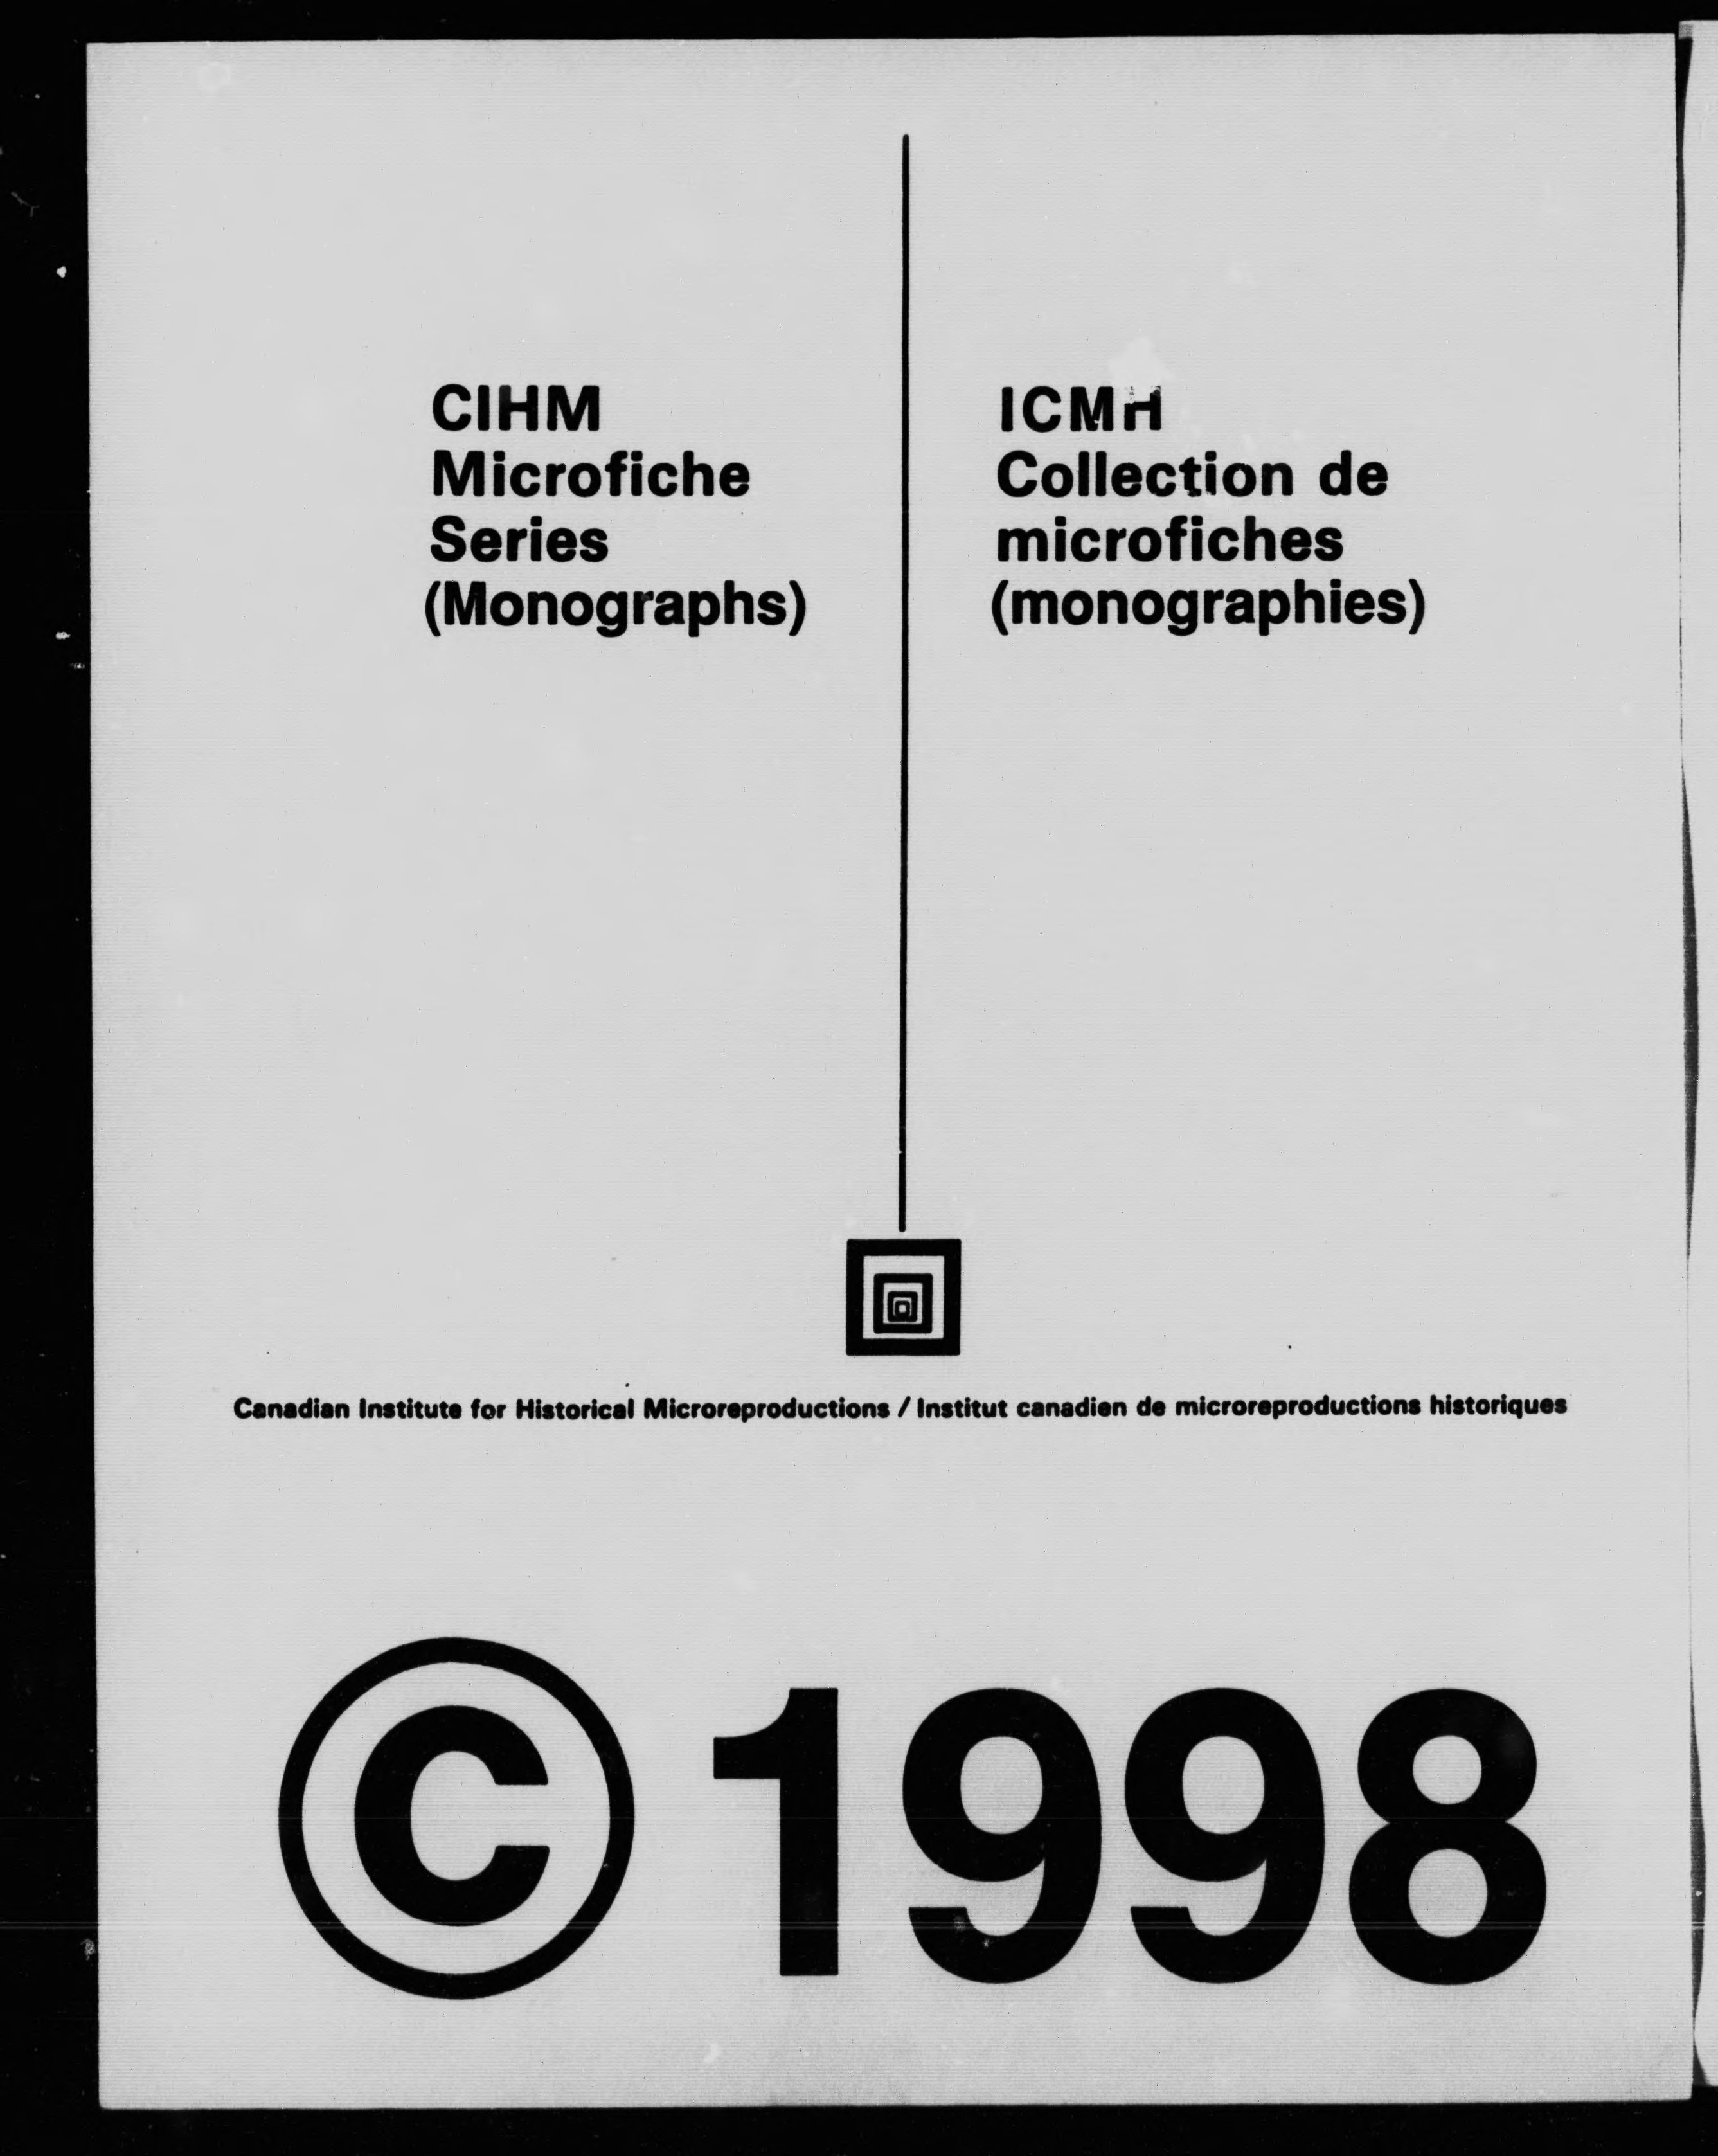 CIHM
Microfiche
Series
(Monographs)
ICMH
Collection de
microfiches
(monographies)
Canadian Institute for Historical Microreproductions / Institut canadien de microreproductions historiques
© 1998